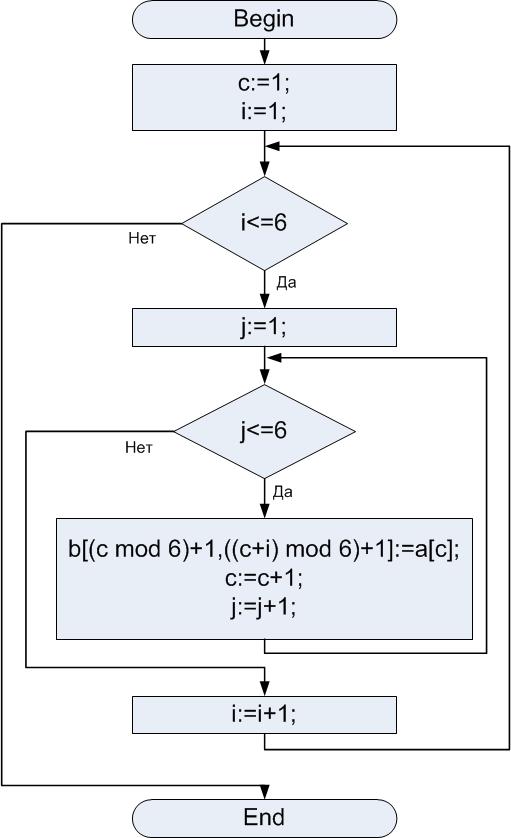 Begin
c:=1;
i:=1;
i<=6
Нет
Да
j:=1;
j<=6
Нет
Да
b[(c mod 6)+1,((c+i) mod 6)+1]:=a[c];
c:=c+1;
j:=j+1;
i:=i+1;
End